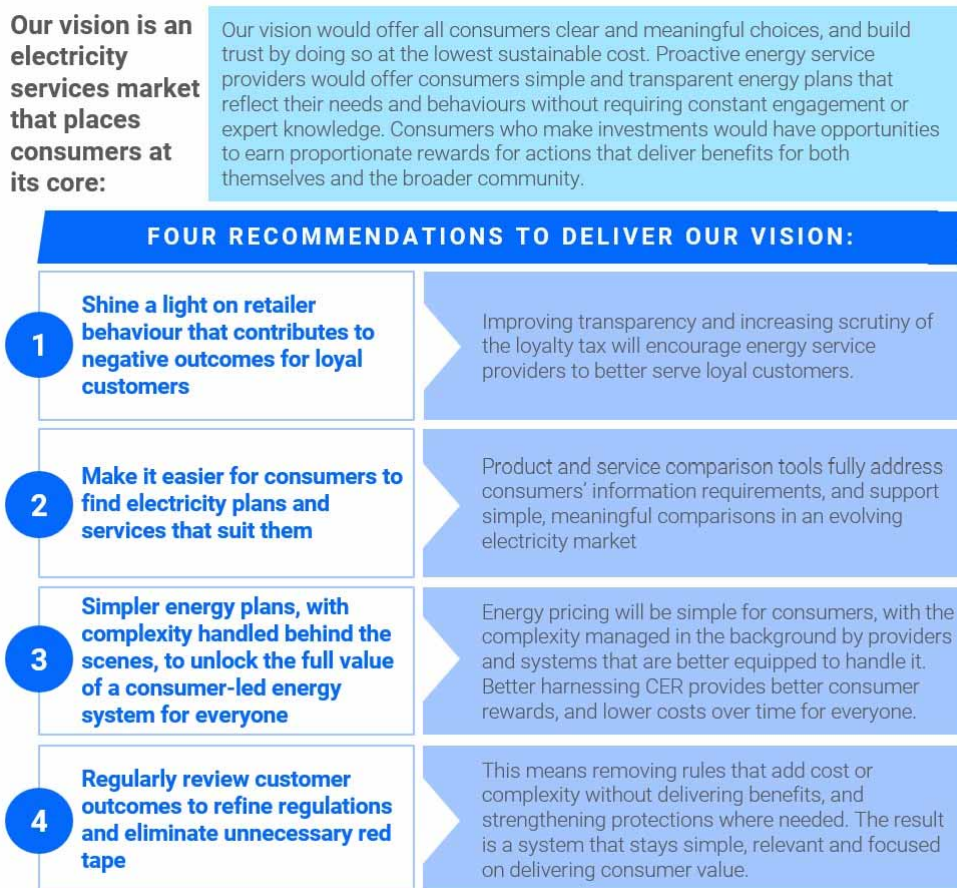 Our vision is an
electricity
services market
that places
consumers at
its core:
Our vision would offer all consumers clear and meaningful choices, and build
trust by doing so at the lowest sustainable cost. Proactive energy service
providers would offer consumers simple and transparent energy plans that
reflect their needs and behaviours without requiring constant engagement or
expert knowledge. Consumers who make investments would have opportunities
to earn proportionate rewards for actions that deliver benefits for both
themselves and the broader community.
FOUR RECOMMENDATIONS TO DELIVER OUR VISION:
1
Shine a light on retailer
behaviour that contributes to
negative outcomes for loyal
customers
Improving transparency and increasing scrutiny of
the loyalty tax will encourage energy service
providers to better serve loyal customers.
2
Make it easier for consumers to
find electricity plans and
services that suit them
Product and service comparison tools fully address
consumers' information requirements, and support
simple, meaningful comparisons in an evolving
electricity market
3
Simpler energy plans, with
complexity handled behind the
scenes, to unlock the full value
of a consumer-led energy
system for everyone
Energy pricing will be simple for consumers, with the
complexity managed in the background by providers
and systems that are better equipped to handle it.
Better harnessing CER provides better consumer
rewards, and lower costs over time for everyone.
4
Regularly review customer
outcomes to refine regulations
and eliminate unnecessary red
tape
This means removing rules that add cost or
complexity without delivering benefits, and
strengthening protections where needed. The result
is a system that stays simple, relevant and focused
on delivering consumer value.